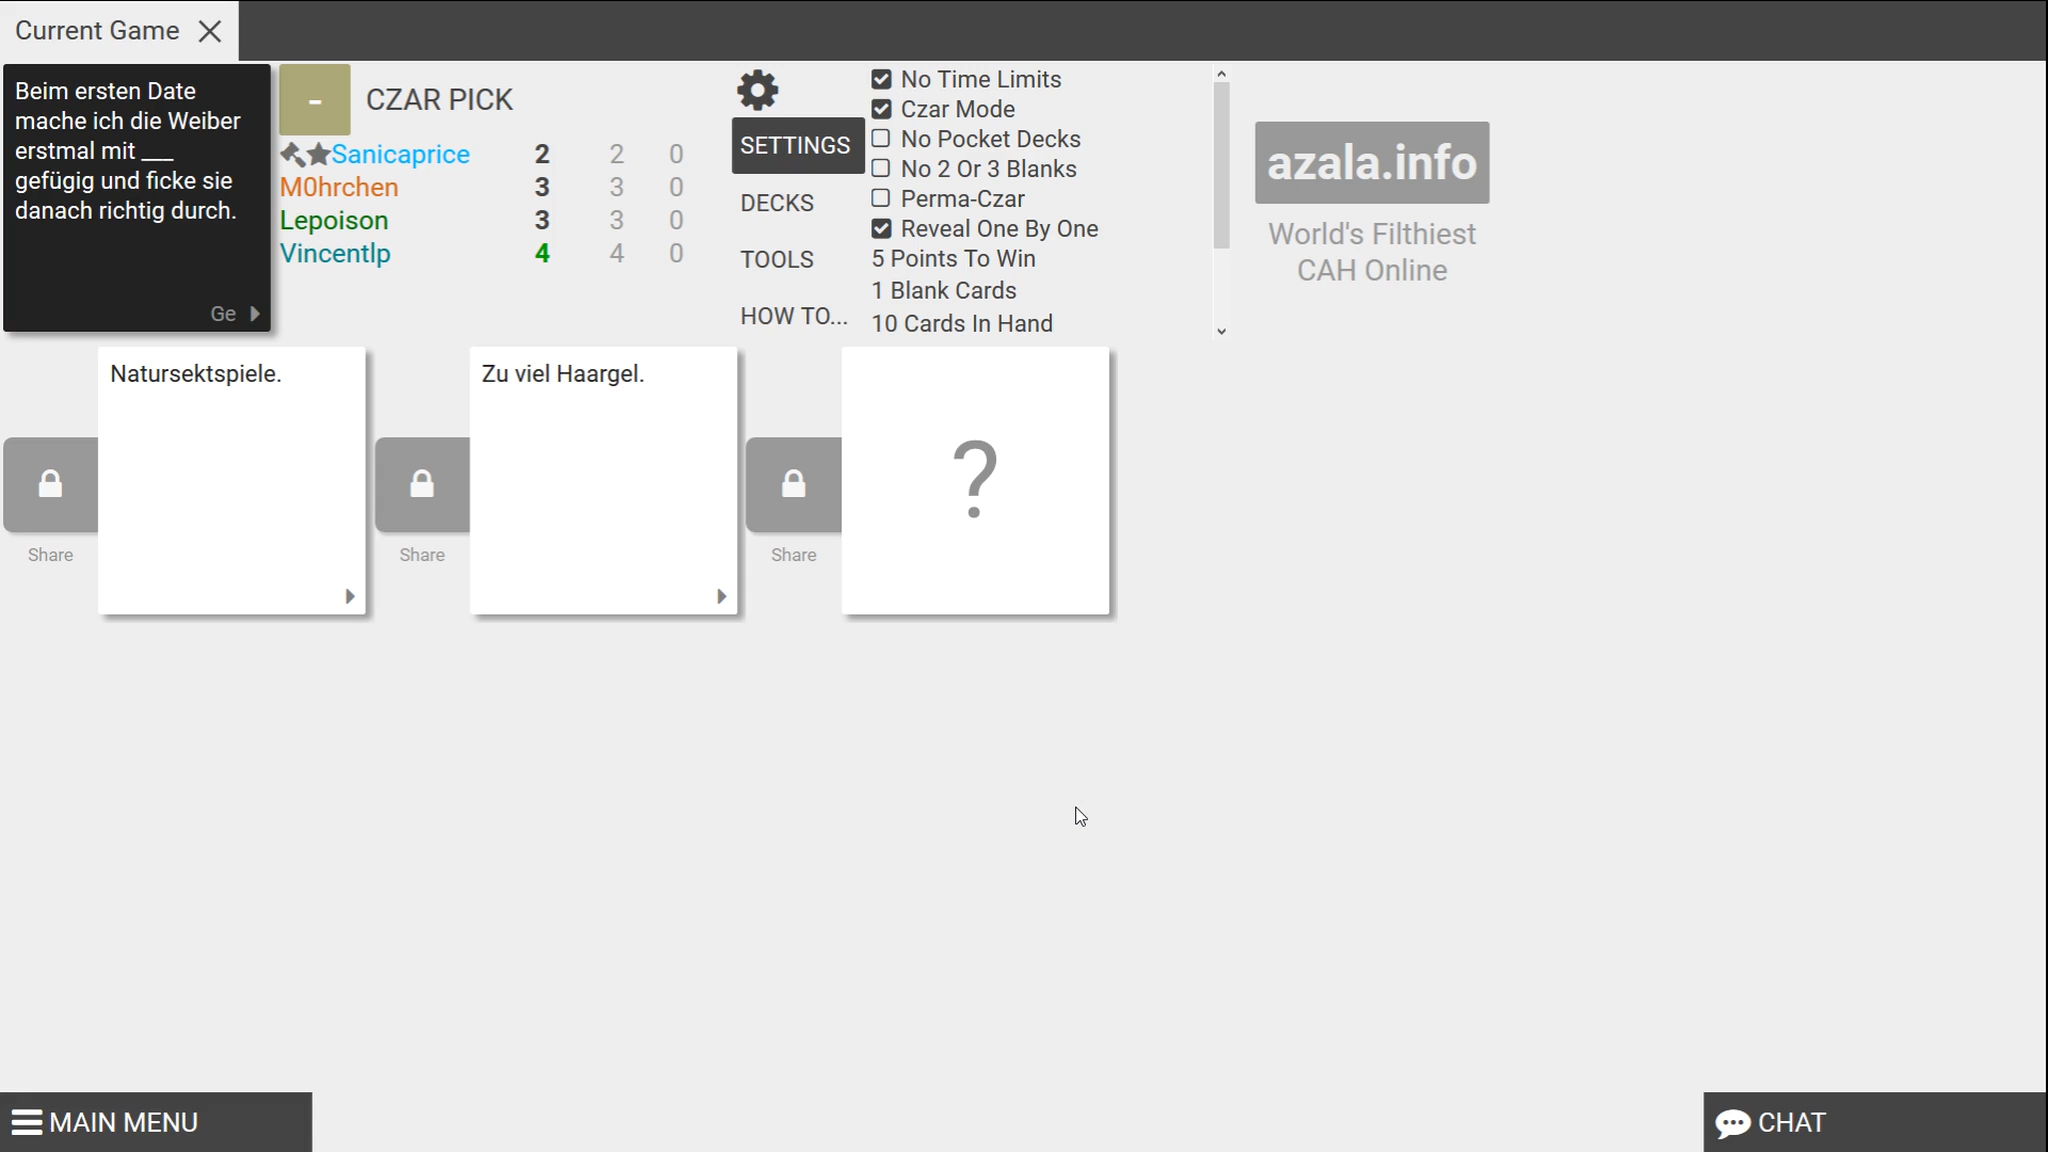 Current Game
Beim ersten Date
mache ich die Weiber
erstmal mit ___
gefügig und ficke sie
danach richtig durch.
Ge
-
CZAR PICK
Sanicaprice 2 2 0
M0hrchen 3 3 0
Lepoison 3 3 0
Vincentlp 4 4 0
SETTINGS
DECKS
TOOLS
HOW TO...
No Time Limits
Czar Mode
No Pocket Decks
No 2 Or 3 Blanks
Perma-Czar
Reveal One By One
5 Points To Win
1 Blank Cards
10 Cards In Hand
azala.info
World's Filthiest
CAH Online
Share
Natursektspiele.
Share
Zu viel Haargel.
Share
?
MAIN MENU
CHAT